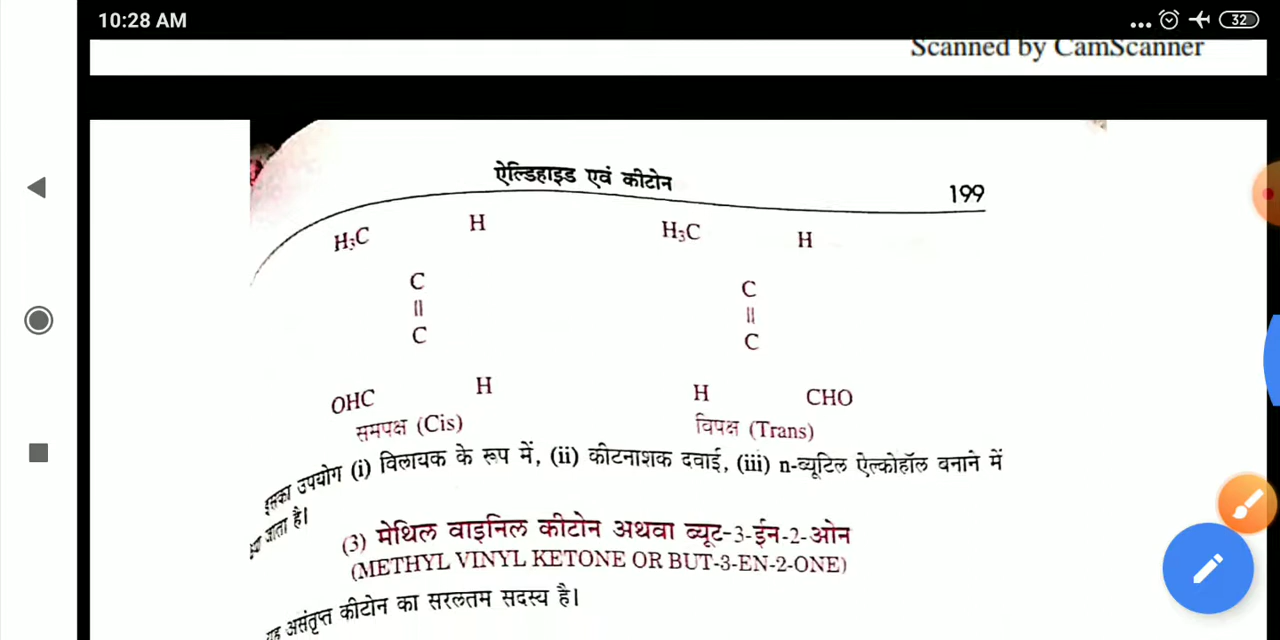 10:28 AM
32
Scanned by CamScanner
ऐल्डिहाइड एवं कीटोन
199
H₃C H H₃C H
C C
|| ||
C C
OHC H H CHO
समपक्ष (Cis) विपक्ष (Trans)
इसका उपयोग (i) विलायक के रूप में, (ii) कीटनाशक दवाई, (iii) n-ब्यूटिल ऐल्कोहॉल बनाने में
जाता है।
(3) मेथिल वाइनिल कीटोन अथवा ब्यूट-3-ईन-2-ओन
(METHYL VINYL KETONE OR BUT-3-EN-2-ONE)
यह असंतृप्त कीटोन का सरलतम सदस्य है।